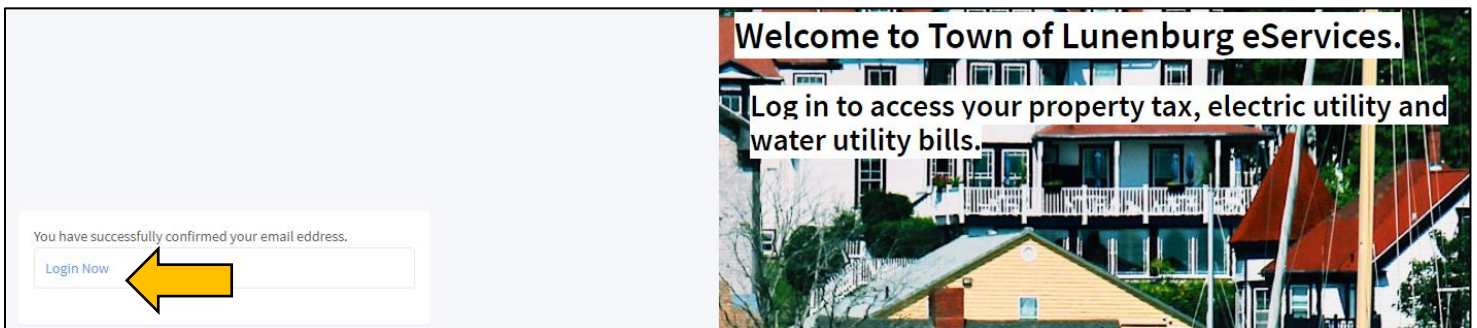 Welcome to Town of Lunenburg eServices.
Log in to access your property tax, electric utility and
water utility bills.
You have successfully confirmed your email eddress.
Login Now